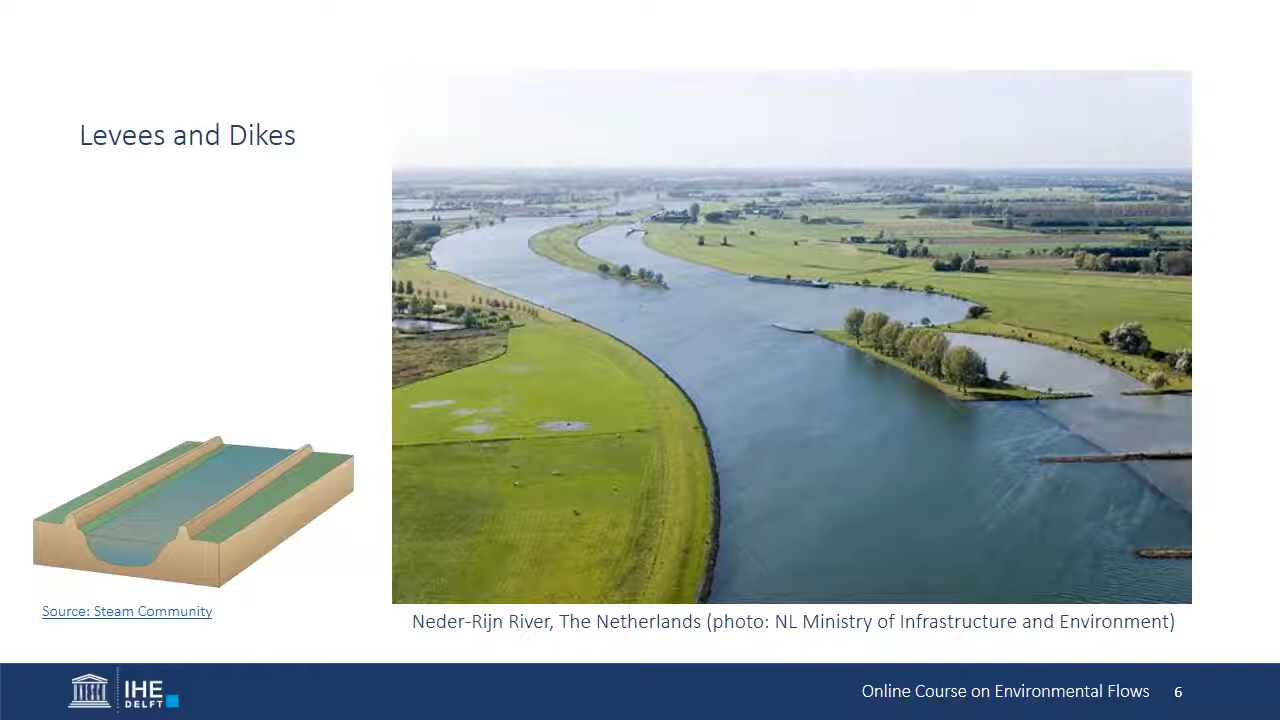 Levees and Dikes
Source: Steam Community
Neder-Rijn River, The Netherlands (photo: NL Ministry of Infrastructure and Environment)
IHE
DELFT
Online Course on Environmental Flows 6